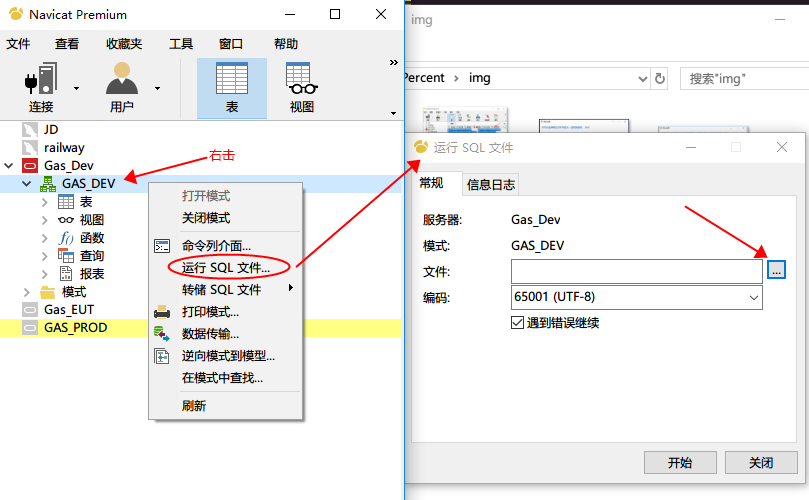 Navicat Premium
文件 查看 收藏夹 工具 窗口 帮助
连接 用户 表 视图
»
JD
railway
Gas_Dev
GAS_DEV
表
视图
f()
函数
查询
报表
模式
Gas_EUT
GAS_PROD
右击
打开模式
关闭模式
命令列介面...
运行 SQL 文件...
转储 SQL 文件
打印模式...
数据传输...
逆向模式到模型...
在模式中查找...
刷新
img
Percent › img
搜索"img"
运行 SQL 文件
常规 信息日志
服务器: Gas_Dev
模式: GAS_DEV
文件: ...
编码: 65001 (UTF-8)
遇到错误继续
开始 关闭